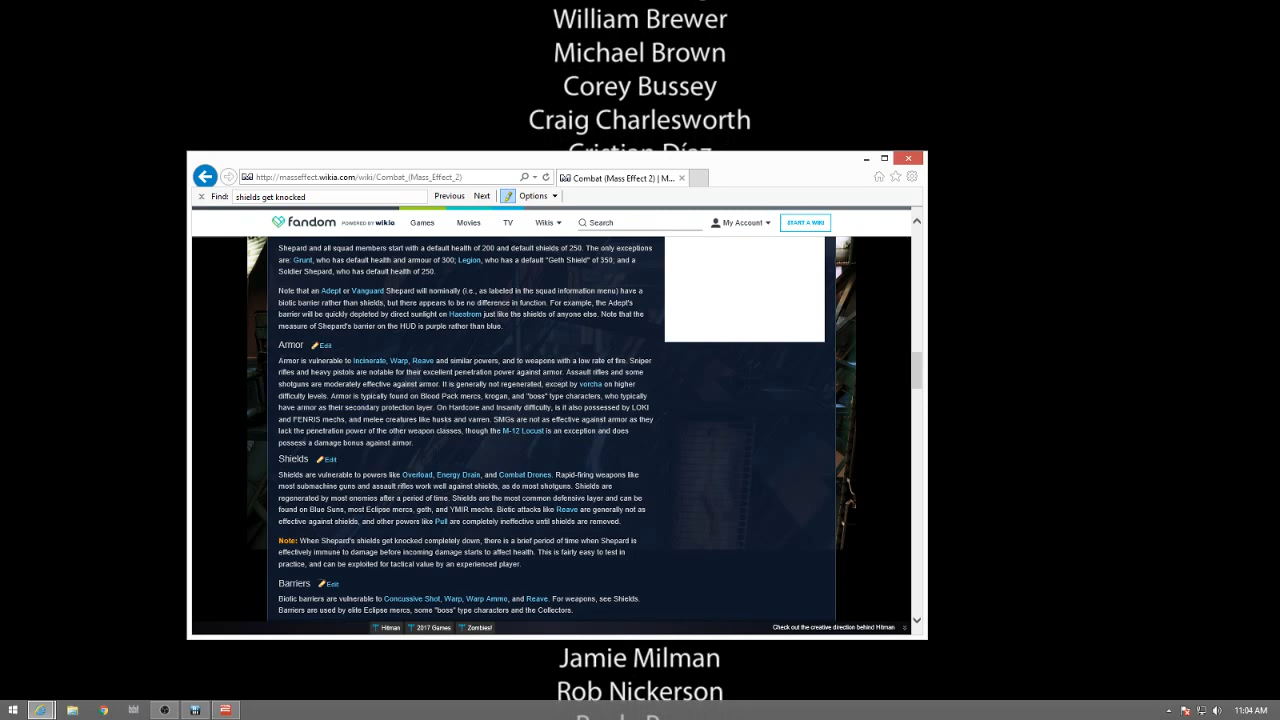 William Brewer
Michael Brown
Corey Bussey
Craig Charlesworth
Cristian Díaz
http://masseffect.wikia.com/wiki/Combat_(Mass_Effect_2)
Combat (Mass Effect 2) | M...
Find: shields get knocked Previous Next Options
fandom POWERED BY wikia Games Movies TV Wikis Search My Account START A WIKI
Shepard and all squad members start with a default health of 200 and default shields of 250. The only exceptions
are: Grunt, who has default health and armour of 300; Legion, who has a default "Geth Shield" of 350; and a
Soldier Shepard, who has default health of 250.
Note that an Adept or Vanguard Shepard will nominally (i.e., as labeled in the squad information menu) have a
biotic barrier rather than shields, but there appears to be no difference in function. For example, the Adept's
barrier will be quickly depleted by direct sunlight on Haestrom just like the shields of anyone else. Note that the
measure of Shepard's barrier on the HUD is purple rather than blue.
Armor Edit
Armor is vulnerable to Incinerate, Warp, Reave and similar powers, and to weapons with a low rate of fire. Sniper
rifles and heavy pistols are notable for their excellent penetration power against armor. Assault rifles and some
shotguns are moderately effective against armor. It is generally not regenerated, except by vorcha on higher
difficulty levels. Armor is typically found on Blood Pack mercs, krogan, and "boss" type characters, who typically
have armor as their secondary protection layer. On Hardcore and Insanity difficulty, is it also possessed by LOKI
and FENRIS mechs, and melee creatures like husks and varren. SMGs are not as effective against armor as they
lack the penetration power of the other weapon classes, though the M-12 Locust is an exception and does
possess a damage bonus against armor.
Shields Edit
Shields are vulnerable to powers like Overload, Energy Drain, and Combat Drones. Rapid-firing weapons like
most submachine guns and assault rifles work well against shields, as do most shotguns. Shields are
regenerated by most enemies after a period of time. Shields are the most common defensive layer and can be
found on Blue Suns, most Eclipse mercs, geth, and YMIR mechs. Biotic attacks like Reave are generally not as
effective against shields, and other powers like Pull are completely ineffective until shields are removed.
Note: When Shepard's shields get knocked completely down, there is a brief period of time when Shepard is
effectively immune to damage before incoming damage starts to affect health. This is fairly easy to test in
practice, and can be exploited for tactical value by an experienced player.
Barriers Edit
Biotic barriers are vulnerable to Concussive Shot, Warp, Warp Ammo, and Reave. For weapons, see Shields.
Barriers are used by elite Eclipse mercs, some "boss" type characters and the Collectors.
Hitman 2017 Games Zombies! Check out the creative direction behind Hitman
Jamie Milman
Rob Nickerson
11:04 AM